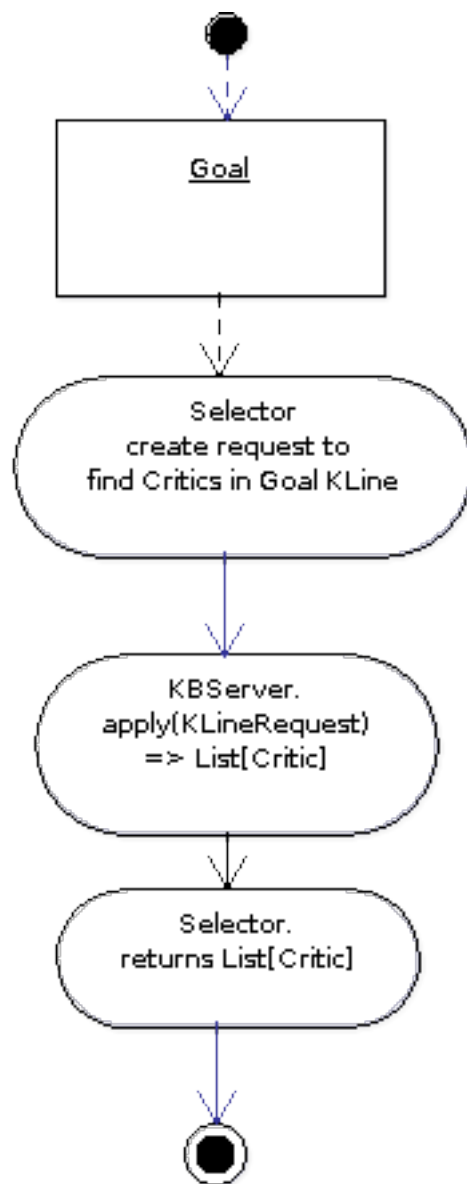 Goal
Selector
create request to
find Critics in Goal KLine
KBServer.
apply(KLineRequest)
=> List[Critic]
Selector.
returns List[Critic]